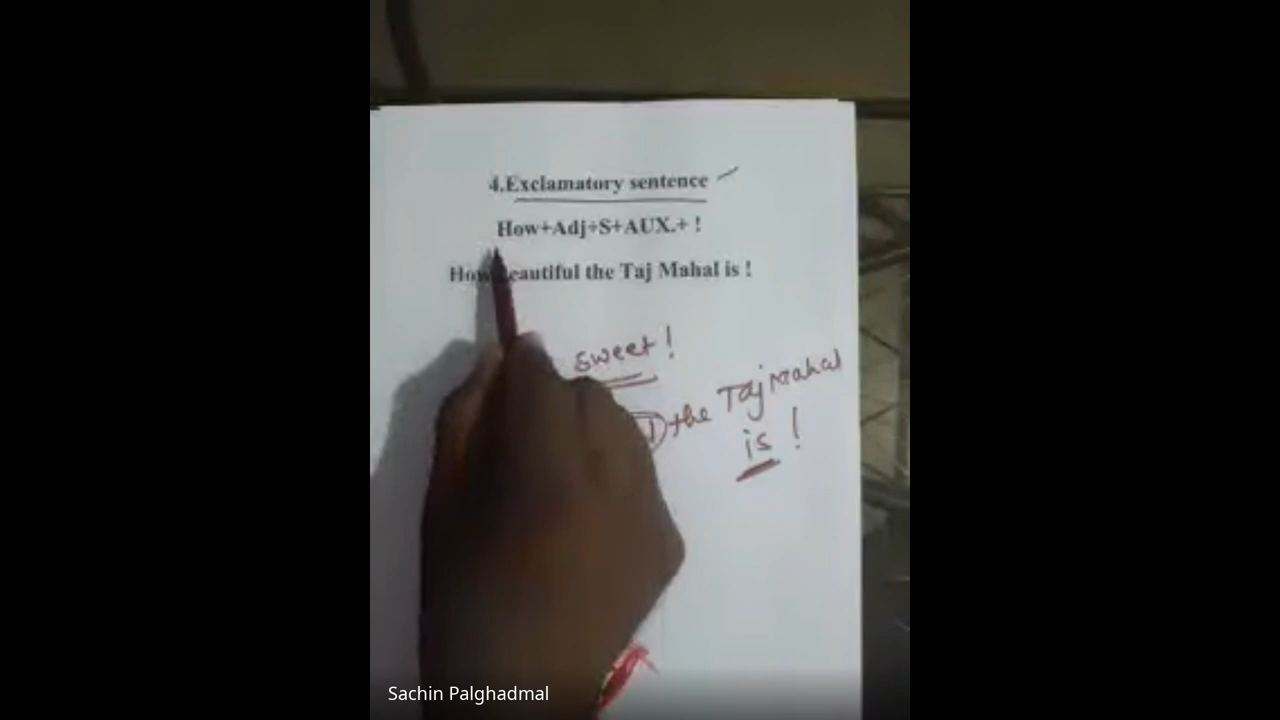 4.Exclamatory sentence
How+Adj+S+AUX.+ !
How beautiful the Taj Mahal is !
sweet !
the Taj Mahal
is !
Sachin Palghadmal